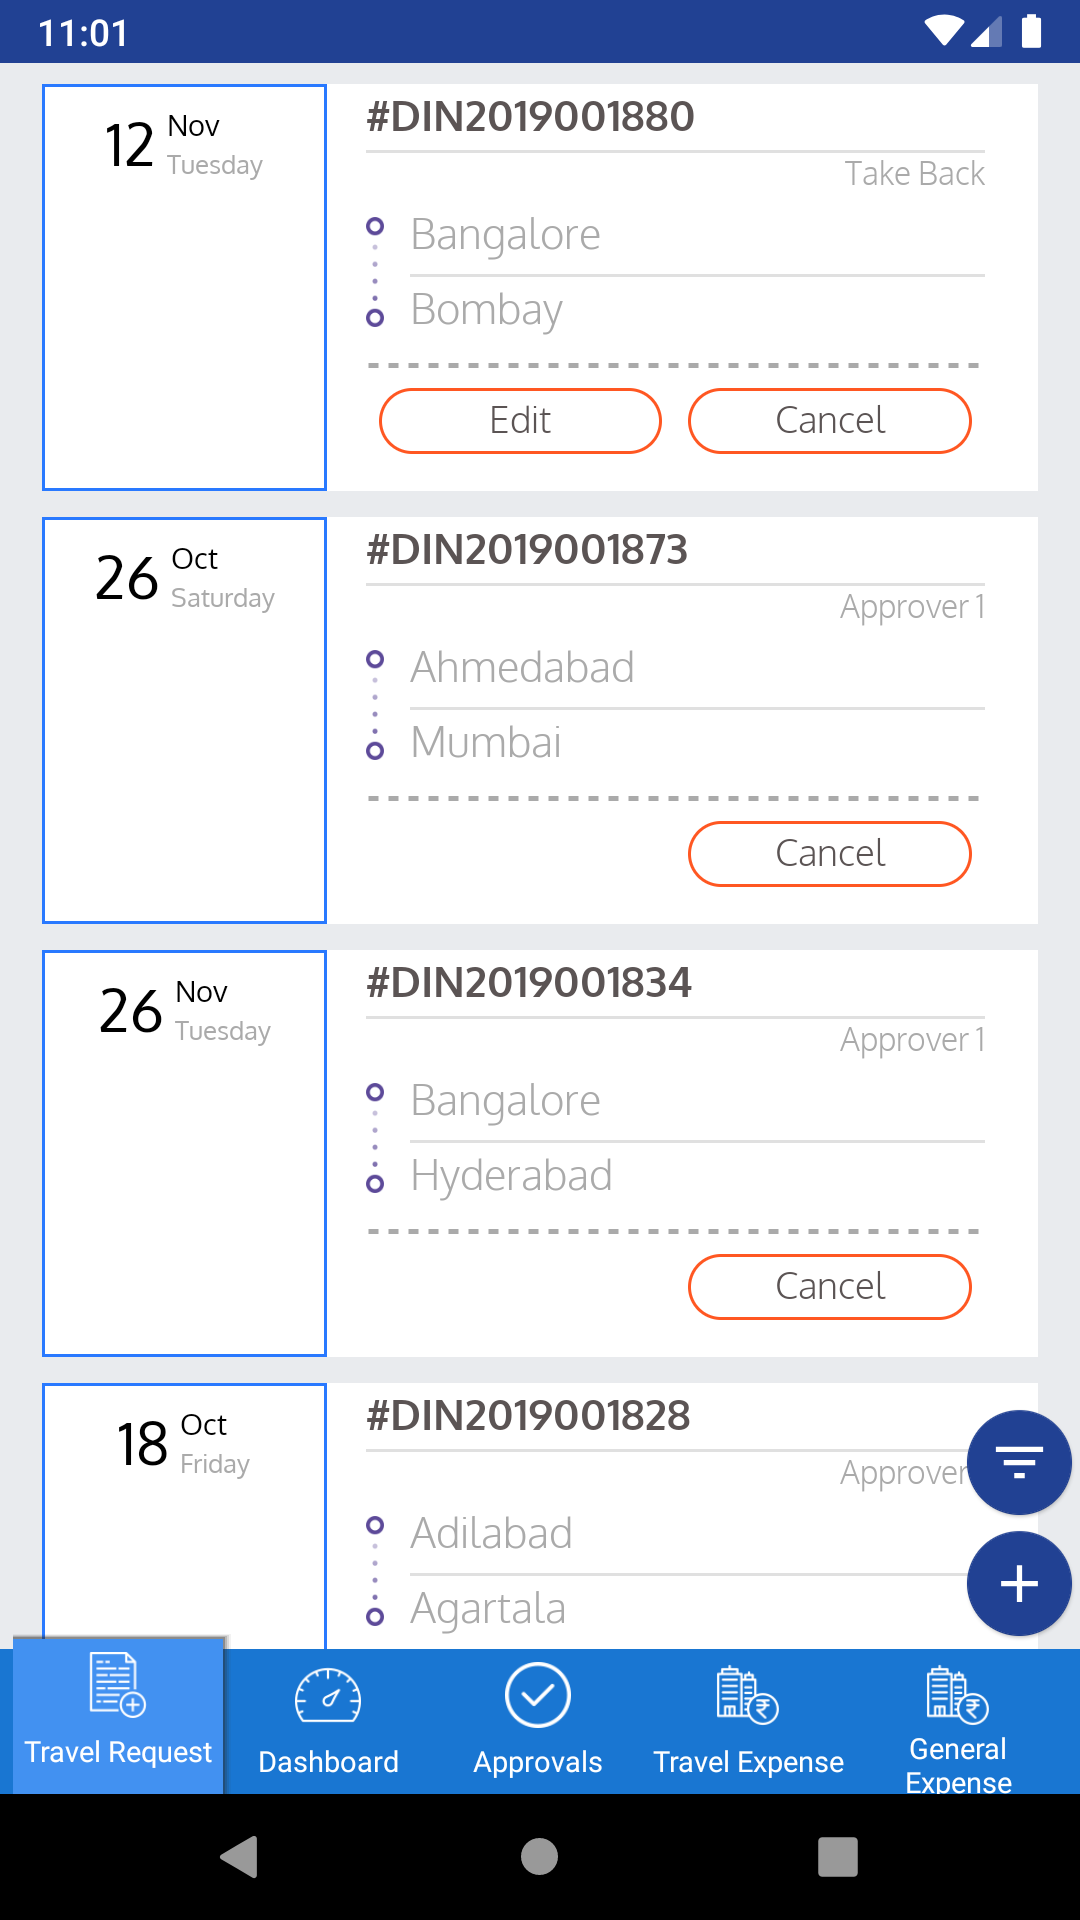 11:01
12 Nov
Tuesday
#DIN2019001880
Take Back
Bangalore
Bombay
Edit
Cancel
26 Oct
Saturday
#DIN2019001873
Approver 1
Ahmedabad
Mumbai
Cancel
26 Nov
Tuesday
#DIN2019001834
Approver 1
Bangalore
Hyderabad
Cancel
18 Oct
Friday
#DIN2019001828
Approver
Adilabad
Agartala
Travel Request
Dashboard
Approvals
Travel Expense
General
Expense